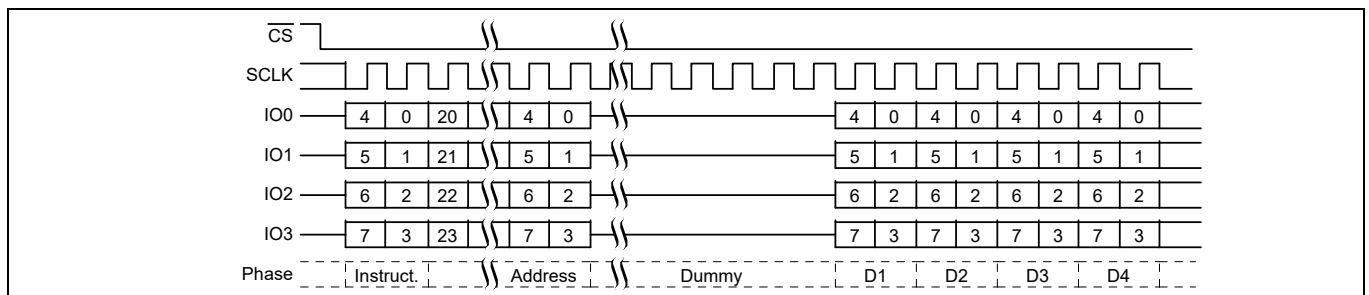 CS
SCLK
IO0 4 0 20 4 0 4 0 4 0 4 0 4 0
IO1 5 1 21 5 1 5 1 5 1 5 1 5 1
IO2 6 2 22 6 2 6 2 6 2 6 2 6 2
IO3 7 3 23 7 3 7 3 7 3 7 3 7 3
Phase Instruct. Address Dummy D1 D2 D3 D4